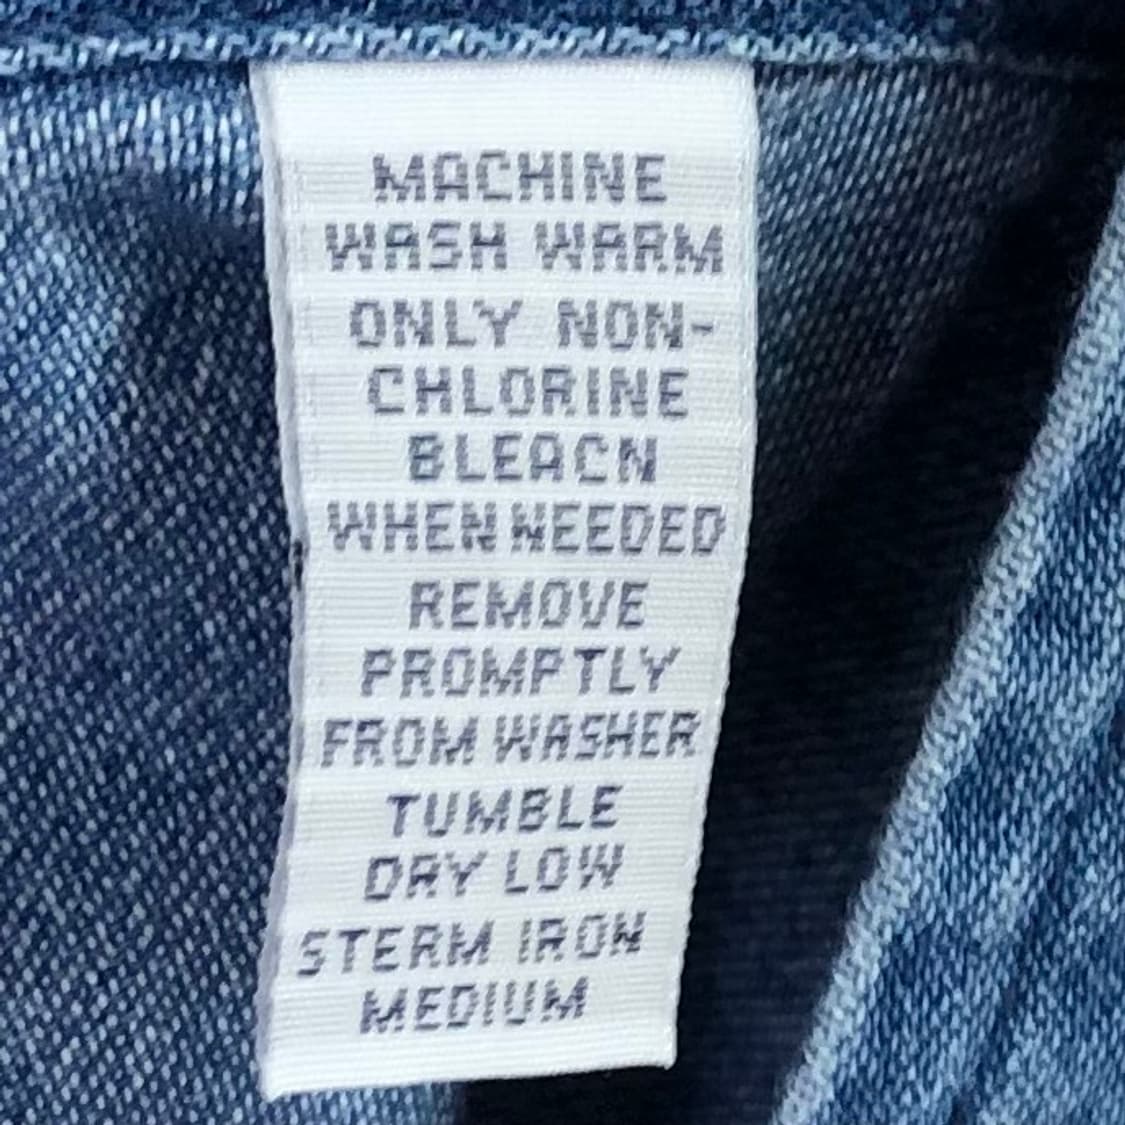 MACHINE
WASH WARM
ONLY NON-
CHLORINE
BLEACN
WHEN NEEDED
REMOVE
PROMPTLY
FROM WASHER
TUMBLE
DRY LOW
STERM IRON
MEDIUM